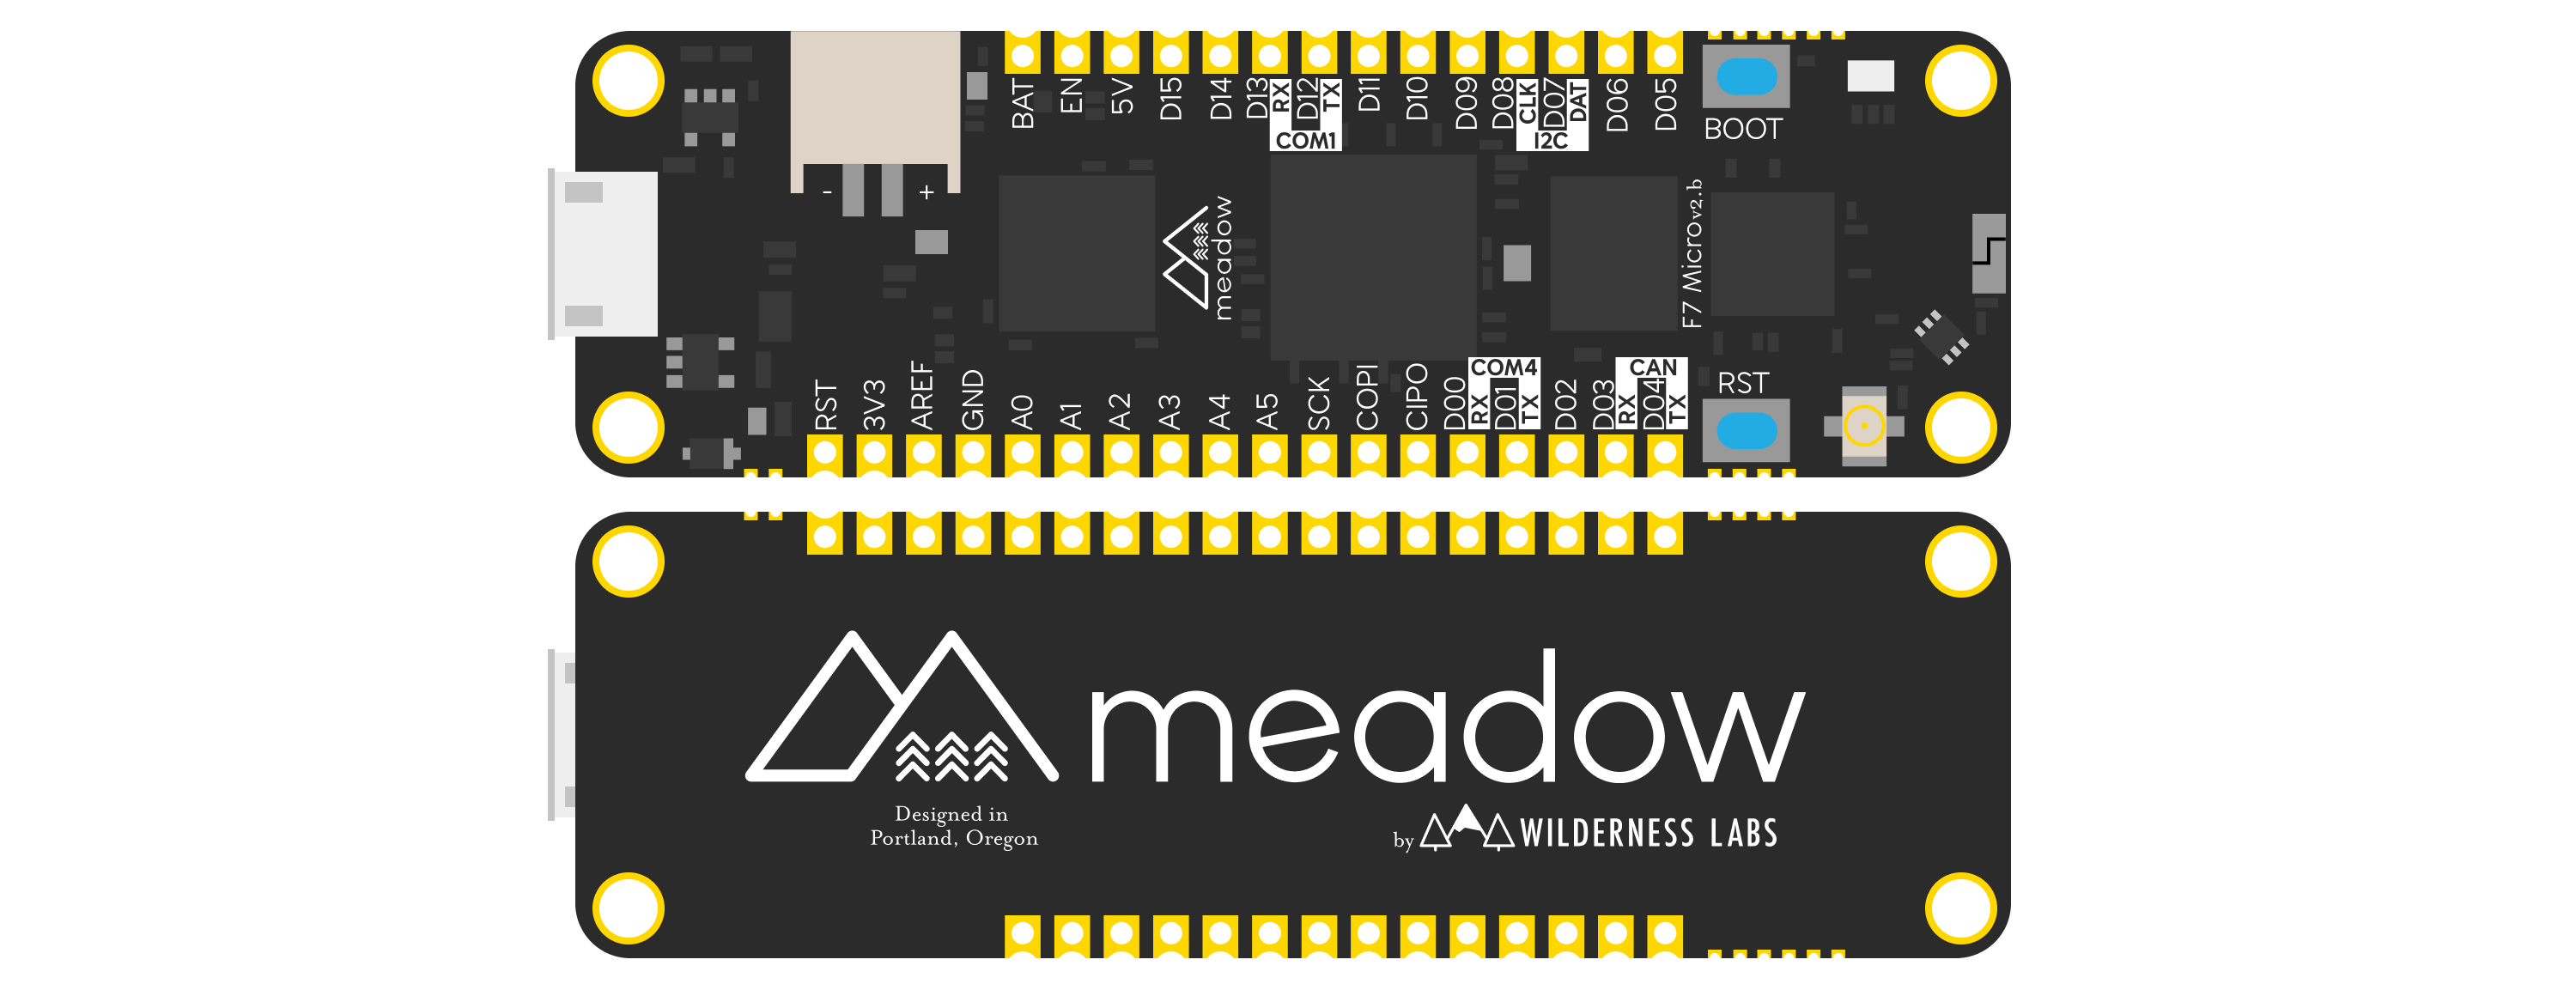 BAT
EN
5V
D15
D14
D13
RX
D12
TX
COM1
D11
D10
D09
D08
CLK
D07
DAT
I2C
D06
D05
BOOT
-
+
meadow
F7 Microv2.b
RST
3V3
AREF
GND
A0
A1
A2
A3
A4
A5
SCK
COPI
CIPO
D00
COM4
RX
D01
TX
D02
D03
CAN
RX
D04
TX
RST
meadow
Designed in
Portland, Oregon
by WILDERNESS LABS